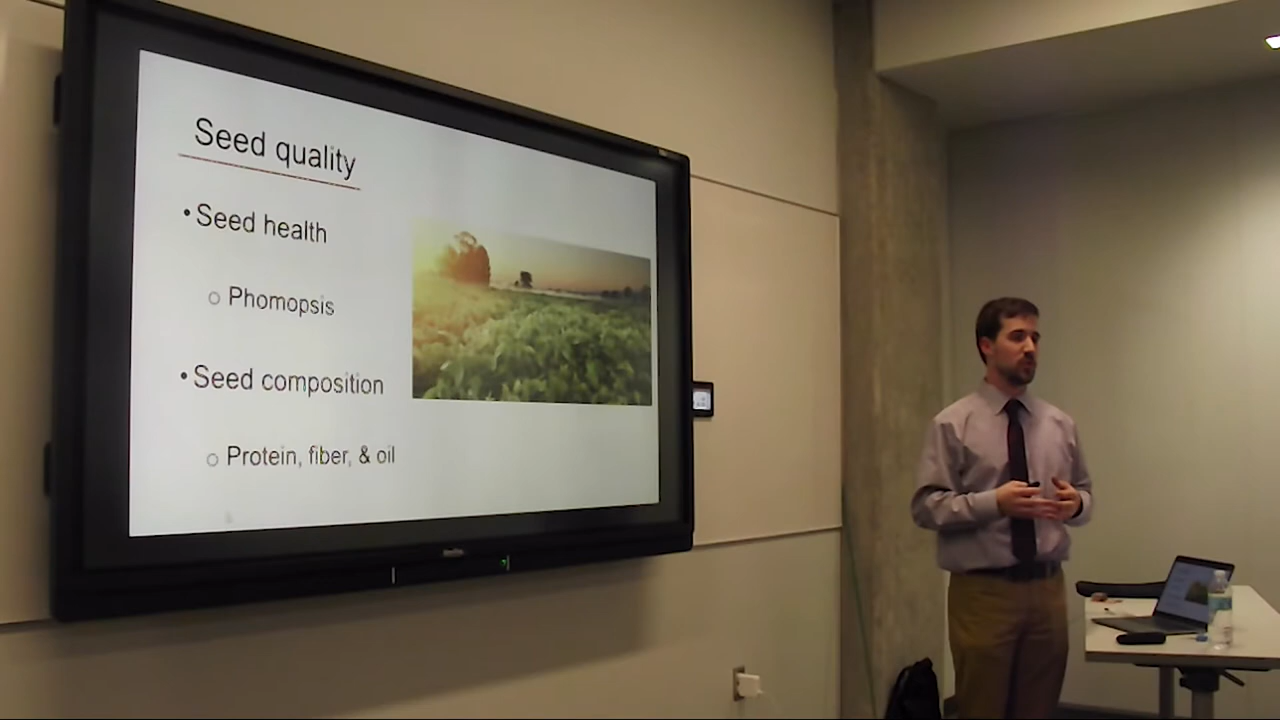 Seed quality
• Seed health
○ Phomopsis
• Seed composition
○ Protein, fiber, & oil